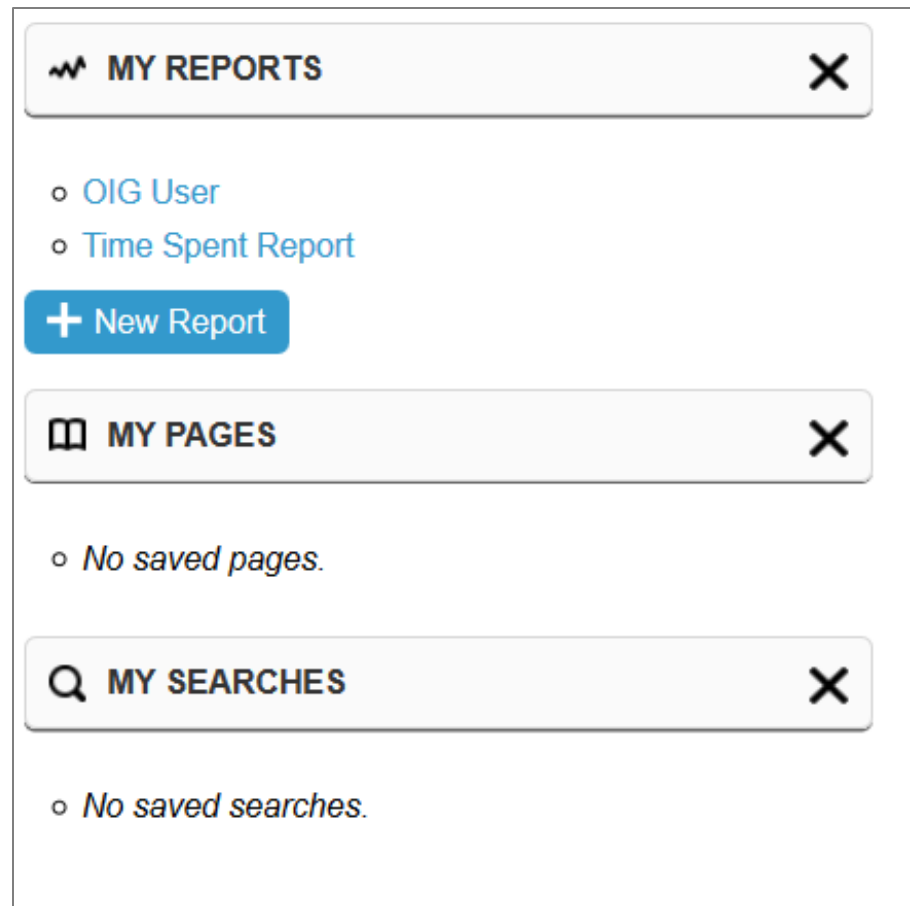 MY REPORTS
OIG User
Time Spent Report
New Report
MY PAGES
No saved pages.
MY SEARCHES
No saved searches.